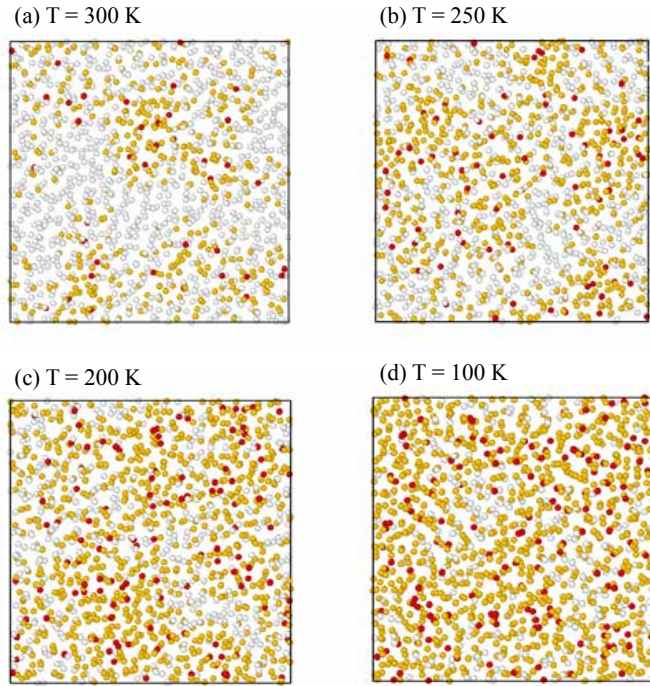 (a) T = 300 K
(b) T = 250 K
(c) T = 200 K
(d) T = 100 K